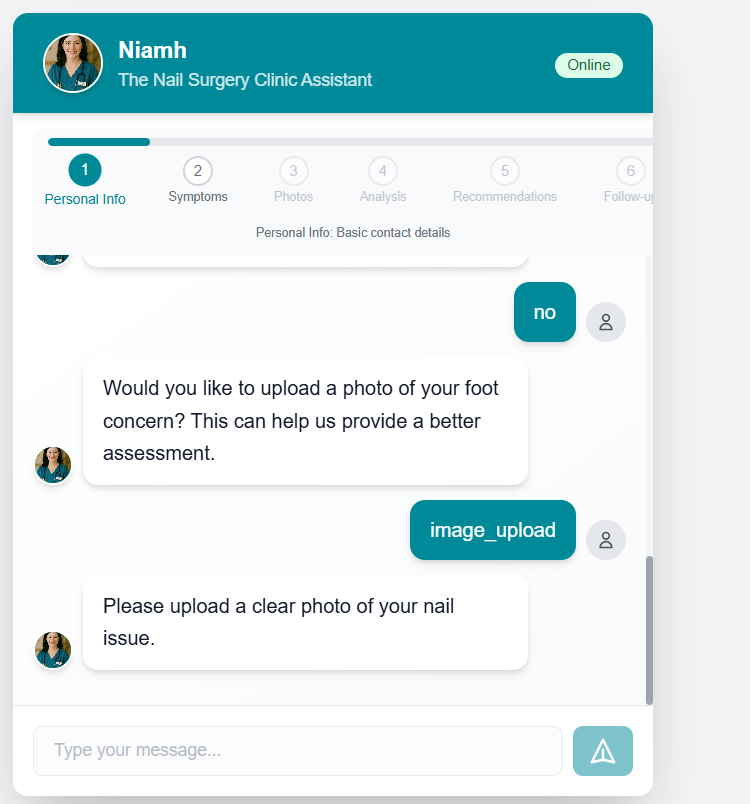 Niamh
The Nail Surgery Clinic Assistant
Online
1
2
3
4
5
6
Personal Info
Symptoms
Photos
Analysis
Recommendations
Follow-up
Personal Info: Basic contact details
no
Would you like to upload a photo of your foot
concern? This can help us provide a better
assessment.
image_upload
Please upload a clear photo of your nail
issue.
Type your message...